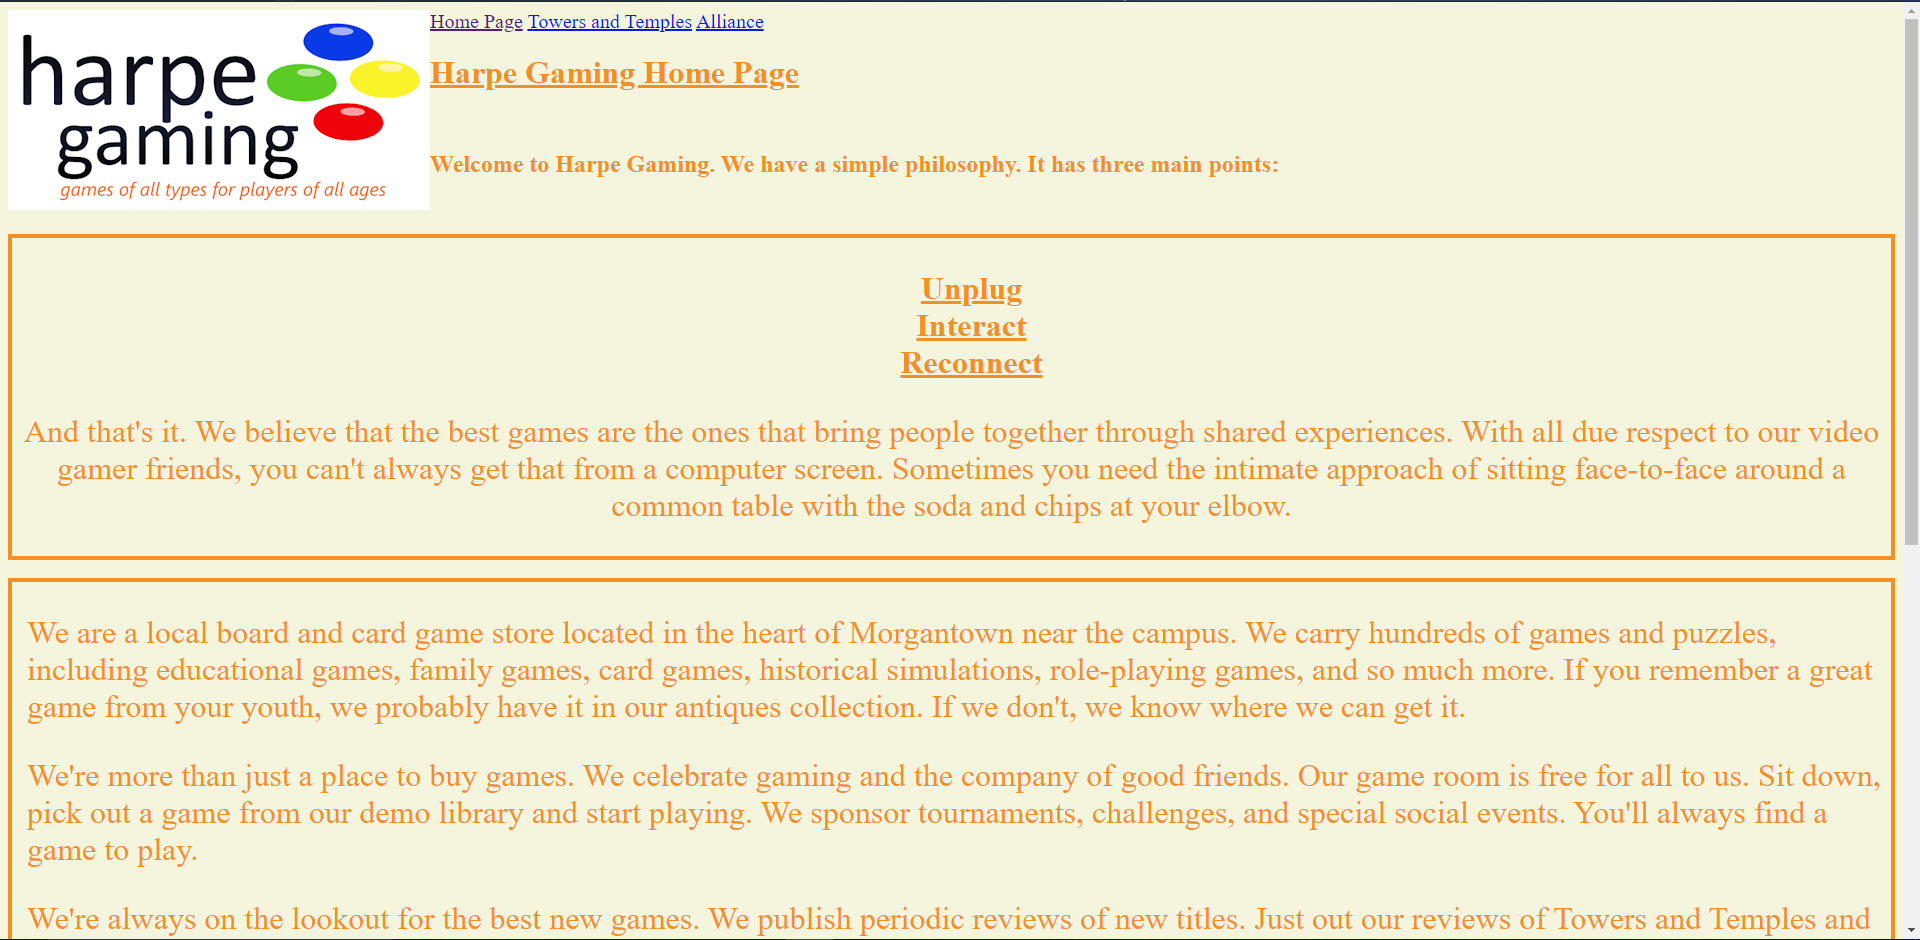 harpe
gaming
games of all types for players of all ages
Home Page Towers and Temples Alliance
Harpe Gaming Home Page
Welcome to Harpe Gaming. We have a simple philosophy. It has three main points:
Unplug
Interact
Reconnect
And that's it. We believe that the best games are the ones that bring people together through shared experiences. With all due respect to our video
gamer friends, you can't always get that from a computer screen. Sometimes you need the intimate approach of sitting face-to-face around a
common table with the soda and chips at your elbow.
We are a local board and card game store located in the heart of Morgantown near the campus. We carry hundreds of games and puzzles,
including educational games, family games, card games, historical simulations, role-playing games, and so much more. If you remember a great
game from your youth, we probably have it in our antiques collection. If we don't, we know where we can get it.
We're more than just a place to buy games. We celebrate gaming and the company of good friends. Our game room is free for all to us. Sit down,
pick out a game from our demo library and start playing. We sponsor tournaments, challenges, and special social events. You'll always find a
game to play.
We're always on the lookout for the best new games. We publish periodic reviews of new titles. Just out our reviews of Towers and Temples and